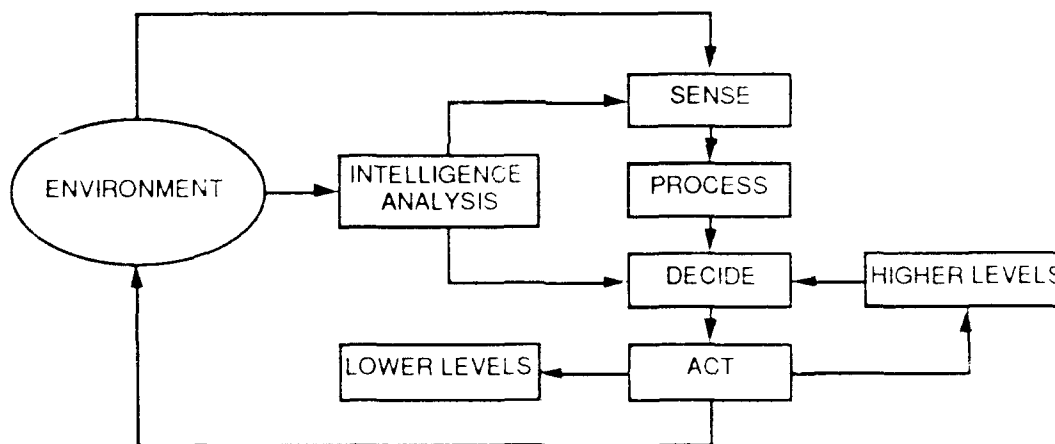 SENSE
ENVIRONMENT
INTELLIGENCE
ANALYSIS
PROCESS
DECIDE
HIGHER LEVELS
LOWER LEVELS
ACT